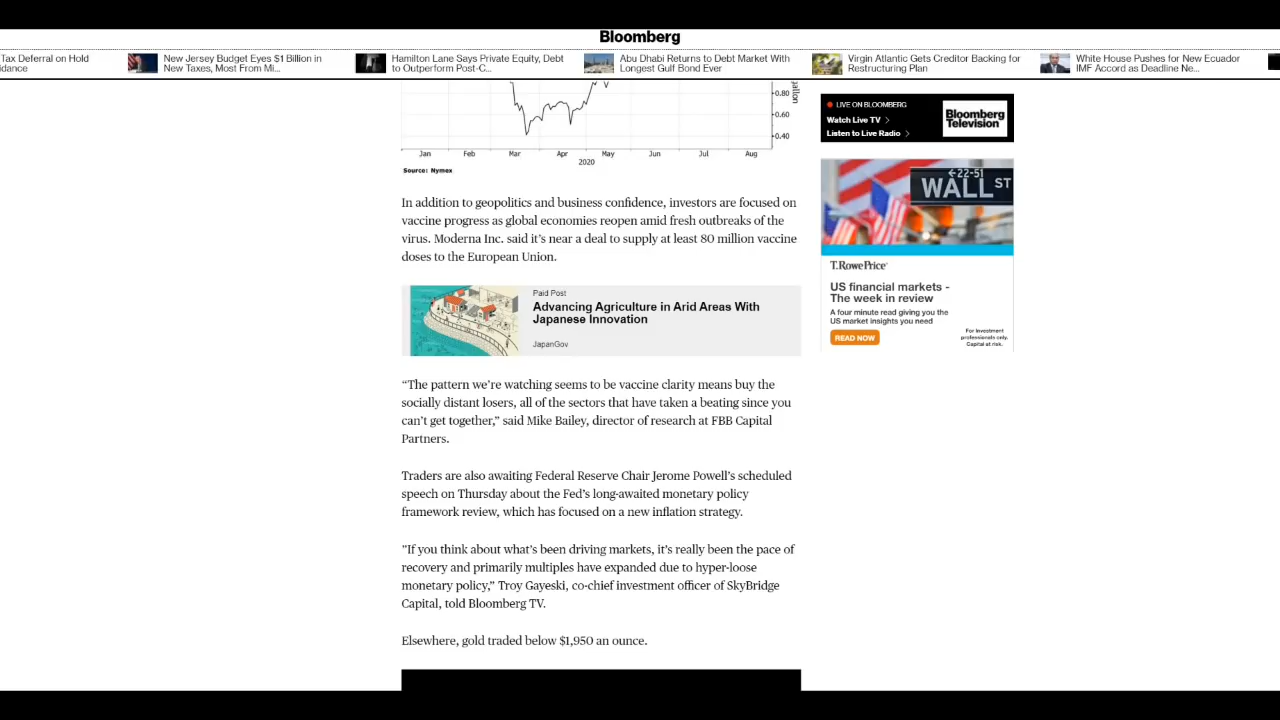 Bloomberg
Tax Deferral on Hold
idance
New Jersey Budget Eyes $1 Billion in
New Taxes, Most From Mi...
Hamilton Lane Says Private Equity, Debt
to Outperform Post-C...
Abu Dhabi Returns to Debt Market With
Longest Gulf Bond Ever
Virgin Atlantic Gets Creditor Backing for
Restructuring Plan
White House Pushes for New Ecuador
IMF Accord as Deadline Ne...
0.80
0.60
0.40
gallon
Jan Feb Mar Apr May Jun Jul Aug
2020
Source: Nymex
In addition to geopolitics and business confidence, investors are focused on
vaccine progress as global economies reopen amid fresh outbreaks of the
virus. Moderna Inc. said it’s near a deal to supply at least 80 million vaccine
doses to the European Union.
Paid Post
Advancing Agriculture in Arid Areas With
Japanese Innovation
JapanGov
“The pattern we’re watching seems to be vaccine clarity means buy the
socially distant losers, all of the sectors that have taken a beating since you
can’t get together,” said Mike Bailey, director of research at FBB Capital
Partners.
Traders are also awaiting Federal Reserve Chair Jerome Powell’s scheduled
speech on Thursday about the Fed’s long-awaited monetary policy
framework review, which has focused on a new inflation strategy.
”If you think about what’s been driving markets, it’s really been the pace of
recovery and primarily multiples have expanded due to hyper-loose
monetary policy,” Troy Gayeski, co-chief investment officer of SkyBridge
Capital, told Bloomberg TV.
Elsewhere, gold traded below $1,950 an ounce.
LIVE ON BLOOMBERG
Watch Live TV >
Listen to Live Radio >
Bloomberg
Television
←22-51
WALL ST
T.RowePrice
US financial markets -
The week in review
A four minute read giving you the
US market insights you need
READ NOW
For investment
professionals only.
Capital at risk.